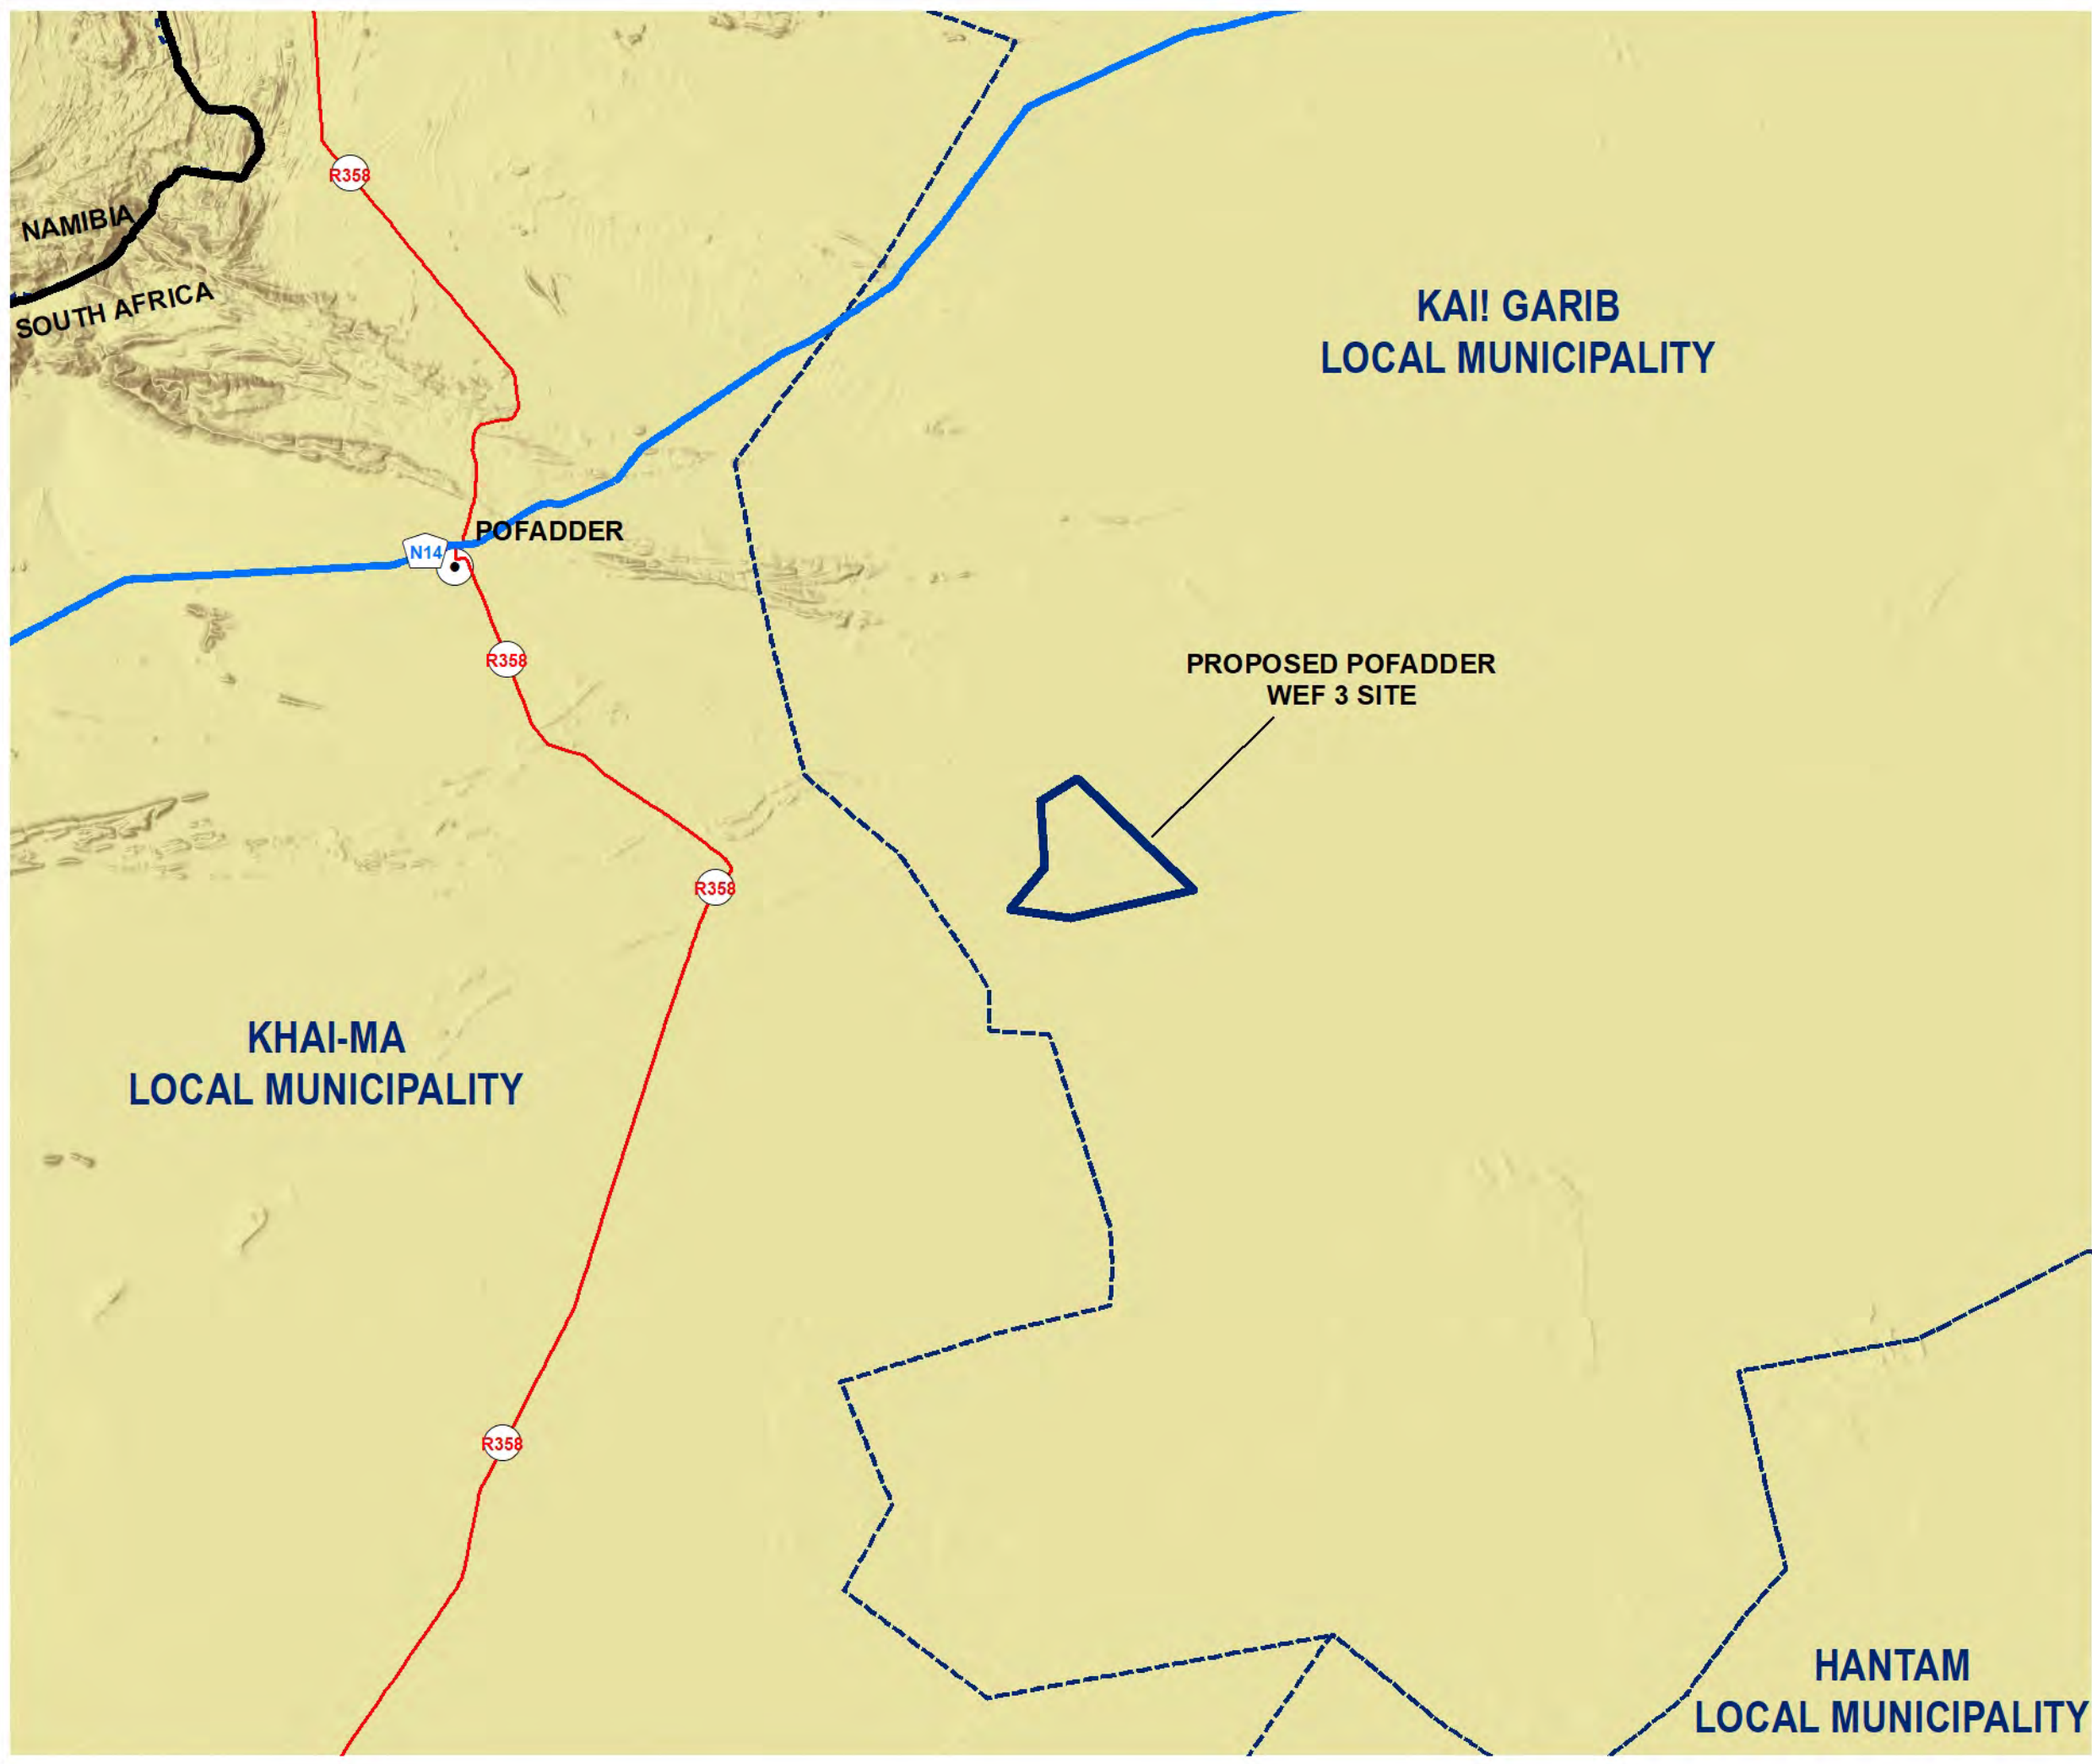 R358
NAMIBIA
SOUTH AFRICA
KAI! GARIB
LOCAL MUNICIPALITY
POFADDER
N14
R358
PROPOSED POFADDER
WEF 3 SITE
R358
KHAI-MA
LOCAL MUNICIPALITY
R358
HANTAM
LOCAL MUNICIPALITY